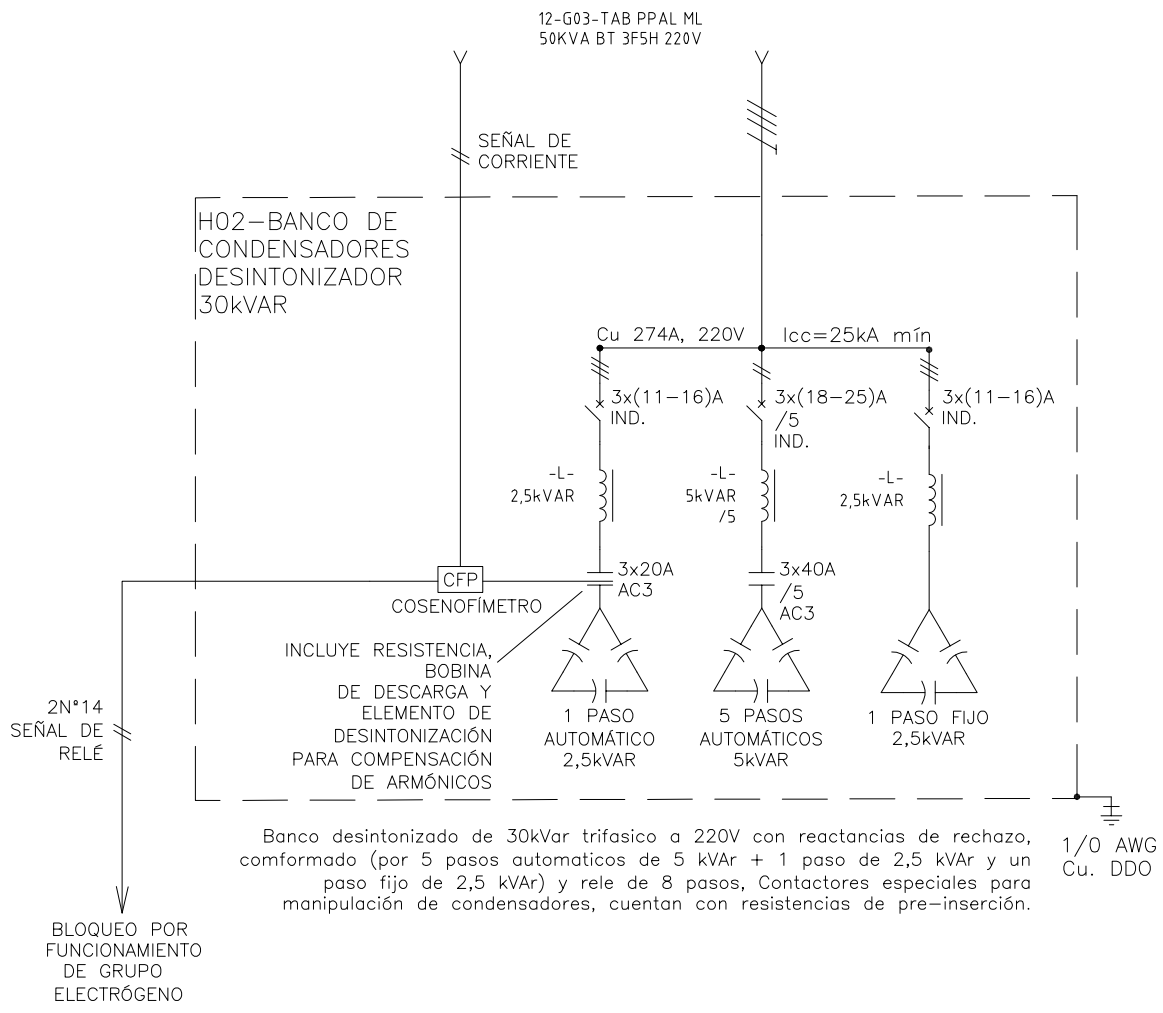 12-G03-TAB PPAL ML
50KVA BT 3F5H 220V
SEÑAL DE
CORRIENTE
H02-BANCO DE
CONDENSADORES
DESINTONIZADOR
30kVAR
Cu 274A, 220V
Icc=25kA mín
3x(11-16)A
IND.
3x(18-25)A
/5
IND.
3x(11-16)A
IND.
-L-
2,5kVAR
-L-
5kVAR
/5
-L-
2,5kVAR
CFP
COSENOFÍMETRO
3x20A
AC3
3x40A
/5
AC3
INCLUYE RESISTENCIA,
BOBINA
DE DESCARGA Y
ELEMENTO DE
DESINTONIZACIÓN
PARA COMPENSACIÓN
DE ARMÓNICOS
1 PASO
AUTOMÁTICO
2,5kVAR
5 PASOS
AUTOMÁTICOS
5kVAR
1 PASO FIJO
2,5kVAR
2N°14
SEÑAL DE
RELÉ
Banco desintonizado de 30kVar trifasico a 220V con reactancias de rechazo,
comformado (por 5 pasos automaticos de 5 kVAr + 1 paso de 2,5 kVAr y un
paso fijo de 2,5 kVAr) y rele de 8 pasos, Contactores especiales para
manipulación de condensadores, cuentan con resistencias de pre-inserción.
1/0 AWG
Cu. DDO
BLOQUEO POR
FUNCIONAMIENTO
DE GRUPO
ELECTRÓGENO